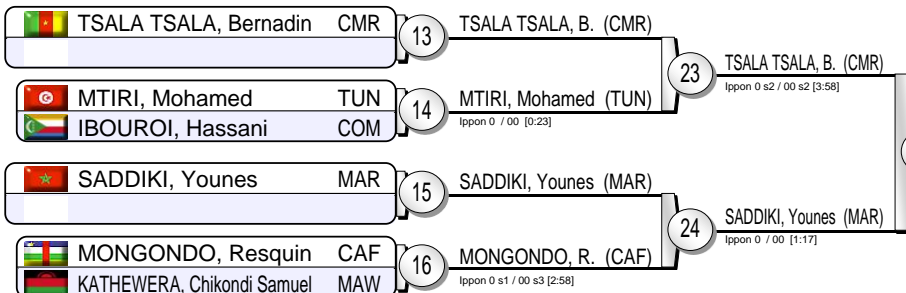 TSALA TSALA, Bernadin CMR
13
TSALA TSALA, B. (CMR)
MTIRI, Mohamed TUN
IBOUROI, Hassani COM
14
MTIRI, Mohamed (TUN)
Ippon 0 / 00 [0:23]
23
TSALA TSALA, B. (CMR)
Ippon 0 s2 / 00 s2 [3:58]
SADDIKI, Younes MAR
15
SADDIKI, Younes (MAR)
MONGONDO, Resquin CAF
KATHEWERA, Chikondi Samuel MAW
16
MONGONDO, R. (CAF)
Ippon 0 s1 / 00 s3 [2:58]
24
SADDIKI, Younes (MAR)
Ippon 0 / 00 [1:17]